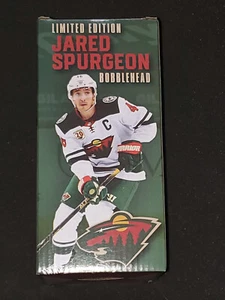 LIMITED EDITION
JARED
SPURGEON
BOBBLEHEAD
C